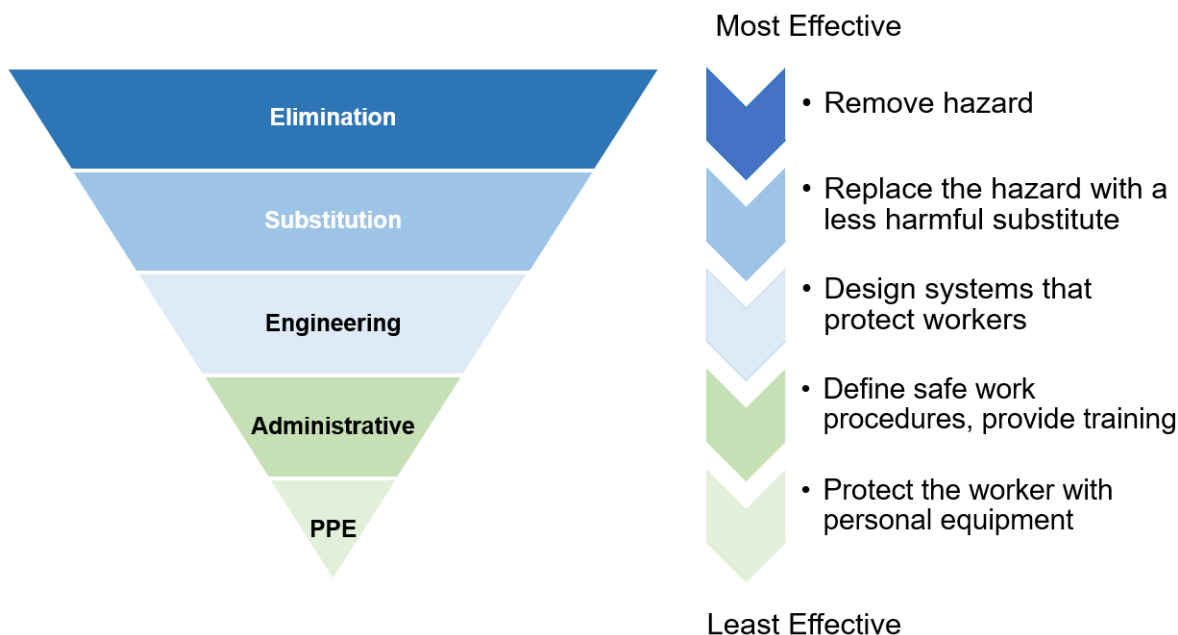 Most Effective
Elimination
• Remove hazard
Substitution
• Replace the hazard with a
less harmful substitute
Engineering
• Design systems that
protect workers
Administrative
• Define safe work
procedures, provide training
PPE
• Protect the worker with
personal equipment
Least Effective